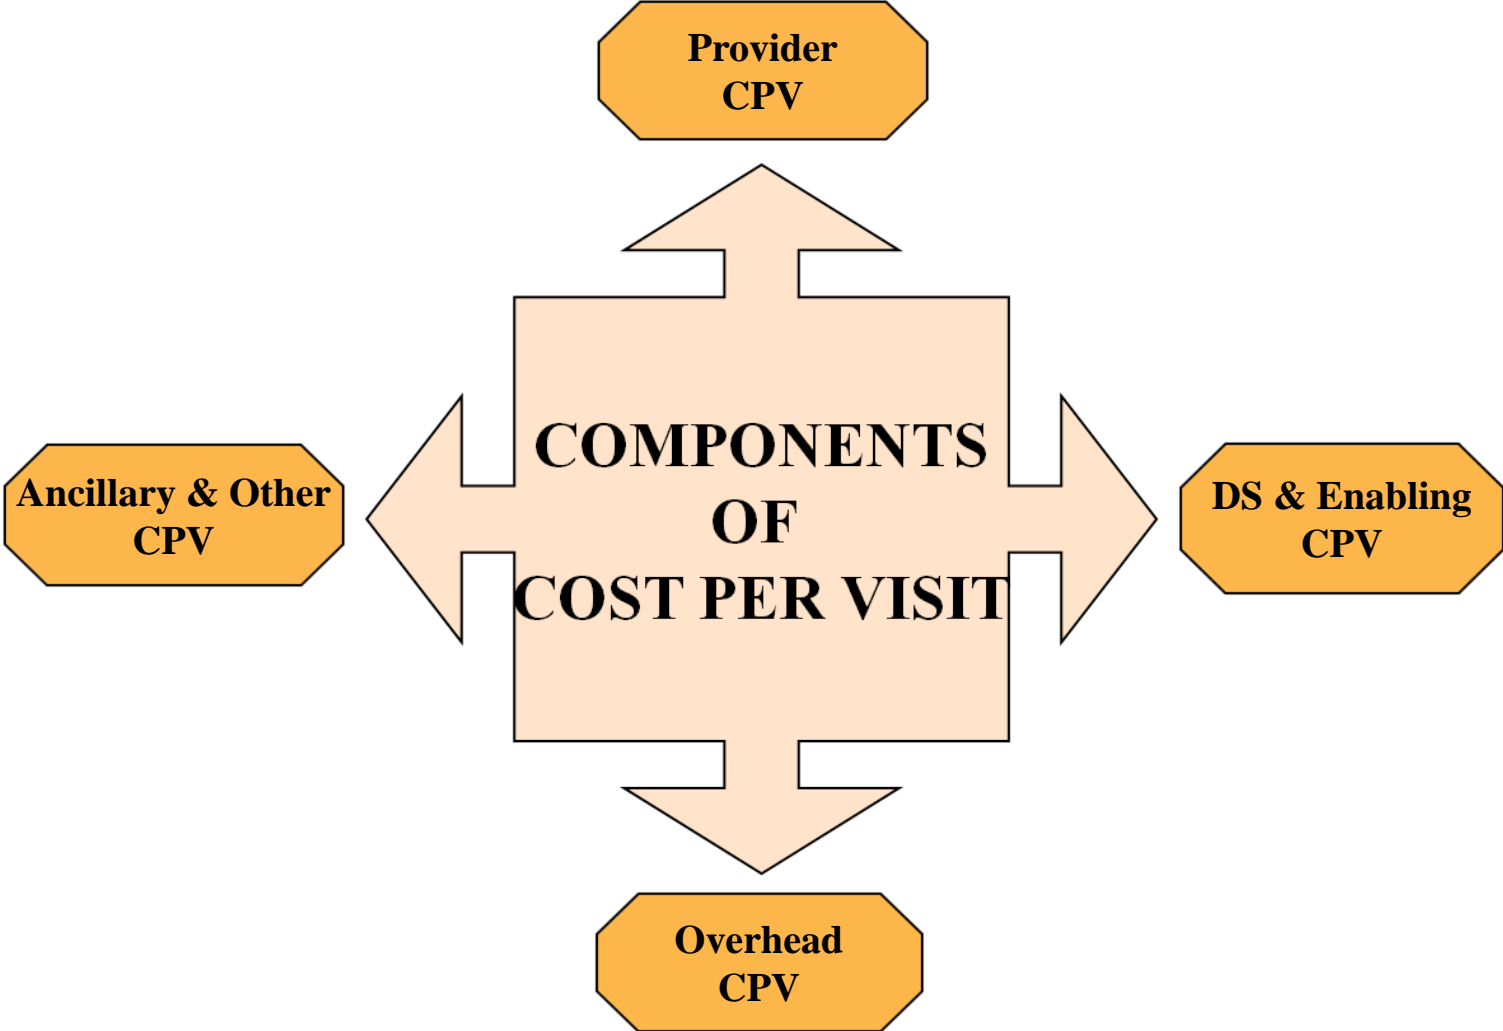 Provider
CPV
COMPONENTS
OF
COST PER VISIT
Ancillary & Other
CPV
DS & Enabling
CPV
Overhead
CPV